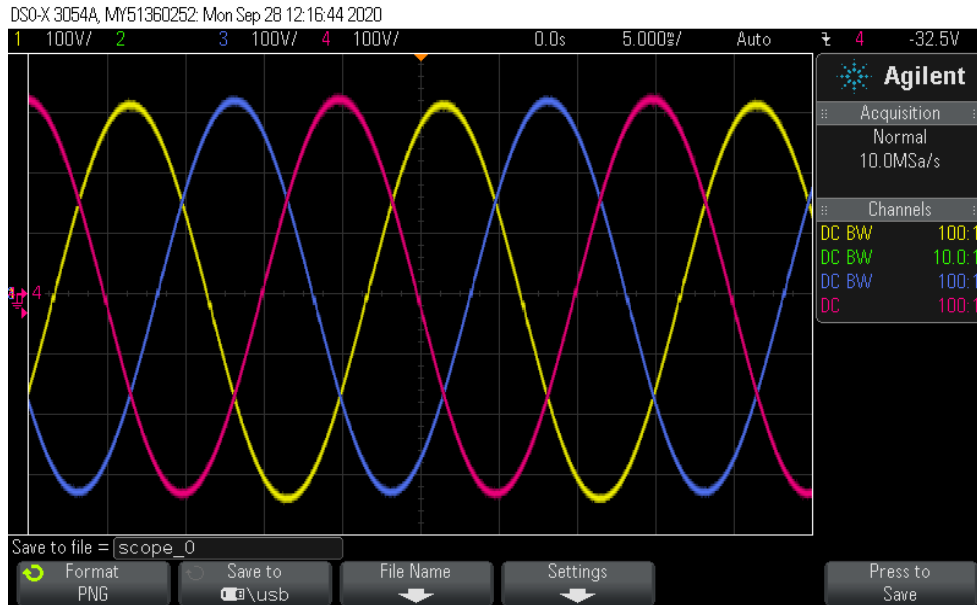 DSO-X 3054A, MY51360252: Mon Sep 28 12:16:44 2020
1 100V/ 2 3 100V/ 4 100V/ 0.0s 5.000ms/ Auto 4 -32.5V
Agilent
Acquisition
Normal
10.0MSa/s
Channels
DC BW 100:1
DC BW 10.0:1
DC BW 100:1
DC 100:1
4
Save to file = scope_0
Format Save to File Name Settings Press to
PNG \usb Save